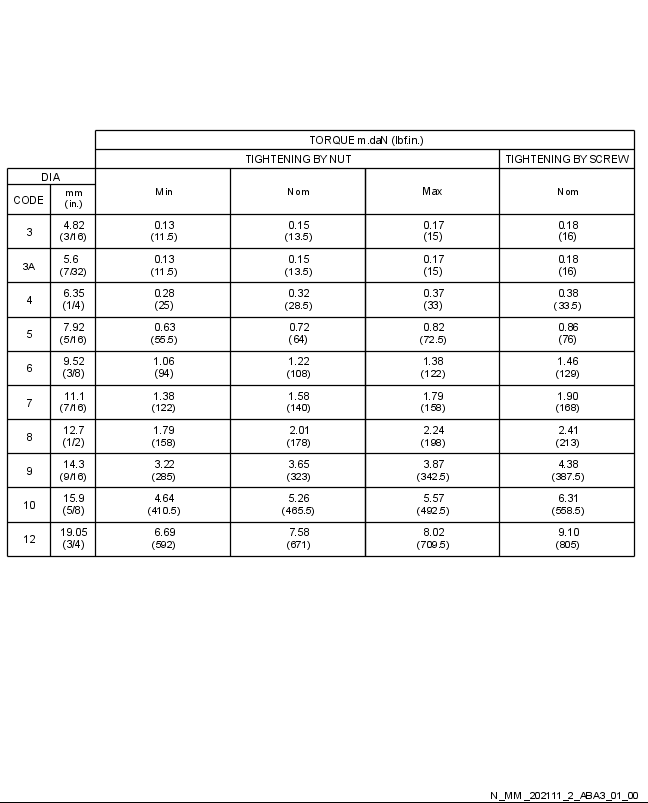 TORQUE m.daN (lbf.in.)
TIGHTENING BY NUT TIGHTENING BY SCREW
DIA
CODE mm (in.) Min Nom Max Nom
3 4.82 0.13 0.15 0.17 0.18
(3/16) (11.5) (13.5) (15) (16)
3A 5.6 0.13 0.15 0.17 0.18
(7/32) (11.5) (13.5) (15) (16)
4 6.35 0.28 0.32 0.37 0.38
(1/4) (25) (28.5) (33) (33.5)
5 7.92 0.63 0.72 0.82 0.86
(5/16) (55.5) (64) (72.5) (76)
6 9.52 1.06 1.22 1.38 1.46
(3/8) (94) (108) (122) (129)
7 11.1 1.38 1.58 1.79 1.90
(7/16) (122) (140) (158) (168)
8 12.7 1.79 2.01 2.24 2.41
(1/2) (158) (178) (198) (213)
9 14.3 3.22 3.65 3.87 4.38
(9/16) (285) (323) (342.5) (387.5)
10 15.9 4.64 5.26 5.57 6.31
(5/8) (410.5) (465.5) (492.5) (558.5)
12 19.05 6.69 7.58 8.02 9.10
(3/4) (592) (671) (709.5) (805)
N_MM_202111_2_ABA3_01_00